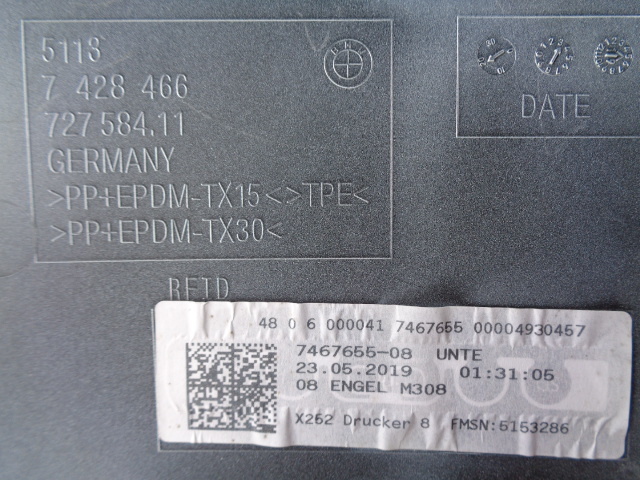 5118
7 428 466
727 584.11
GERMANY
>PP+EPDM-TX15<>TPE<
>PP+EPDM-TX30<
BMW
DATE
48 0 6 000041 7467655 00004930457
7467655-08 UNTE
23.05.2019 01:31:05
08 ENGEL M308
X262 Drucker 8 FMSN:5153286